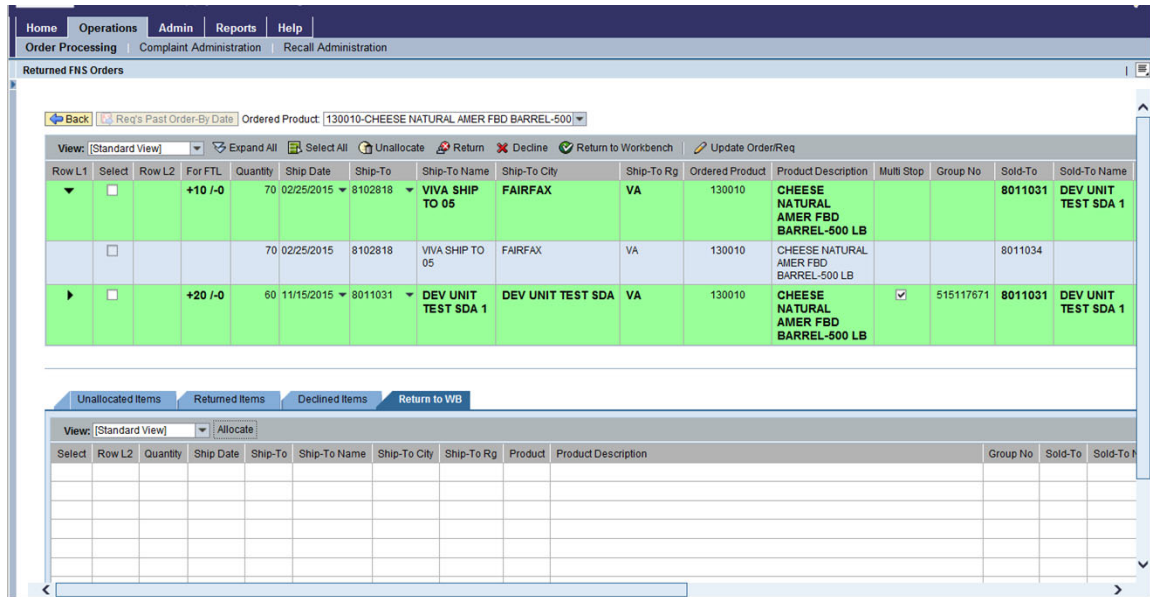 Home Operations Admin Reports Help
Order Processing | Complaint Administration | Recall Administration
Returned FNS Orders
Back Req's Past Order-By Date Ordered Product: 130010-CHEESE NATURAL AMER FBD BARREL-500
View: [Standard View] Expand All Select All Unallocate Return Decline Return to Workbench Update Order/Req
Row L1 Select Row L2 For FTL Quantity Ship Date Ship-To Ship-To Name Ship-To City Ship-To Rg Ordered Product Product Description Multi Stop Group No Sold-To Sold-To Name
+10 /-0 70 02/25/2015 8102818 VIVA SHIP FAIRFAX VA 130010 CHEESE 8011031 DEV UNIT
TO 05 NATURAL TEST SDA 1
AMER FBD
BARREL-500 LB
70 02/25/2015 8102818 VIVA SHIP TO FAIRFAX VA 130010 CHEESE NATURAL 8011034
05 AMER FBD
BARREL-500 LB
+20 /-0 60 11/15/2015 8011031 DEV UNIT DEV UNIT TEST SDA VA 130010 CHEESE 515117671 8011031 DEV UNIT
TEST SDA 1 NATURAL TEST SDA 1
AMER FBD
BARREL-500 LB
Unallocated Items Returned Items Declined Items Return to WB
View: [Standard View] Allocate
Select Row L2 Quantity Ship Date Ship-To Ship-To Name Ship-To City Ship-To Rg Product Product Description Group No Sold-To Sold-To